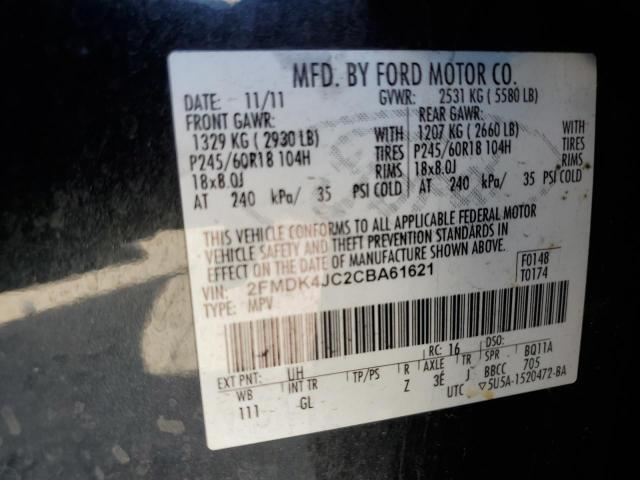 MFD. BY FORD MOTOR CO.
DATE: 11/11 GVWR: 2531 KG ( 5580 LB)
FRONT GAWR: REAR GAWR:
1329 KG ( 2930 LB) WITH 1207 KG ( 2660 LB) WITH
P245/60R18 104H TIRES P245/60R18 104H TIRES
18x8.0J RIMS 18x8.0J RIMS
AT 240 kPa/ 35 PSI COLD AT 240 kPa/ 35 PSI COLD
THIS VEHICLE CONFORMS TO ALL APPLICABLE FEDERAL MOTOR
VEHICLE SAFETY AND THEFT PREVENTION STANDARDS IN
EFFECT ON THE DATE OF MANUFACTURE SHOWN ABOVE.
VIN: 2FMDK4JC2CBA61621 F0148
TYPE: MPV T0174
EXT PNT: UH RC: 16 DSO:
WB INT TR TP/PS R AXLE TR SPR BQ11A
111 GL Z 3E J BBCC 705
UTC ▽5U5A-1520472-BA